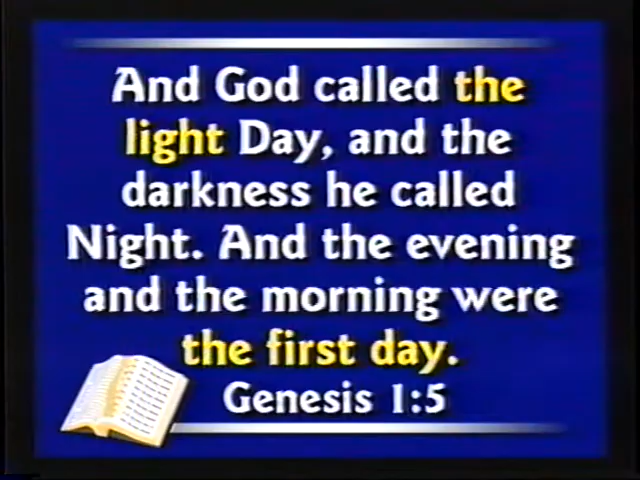 And God called the
light Day, and the
darkness he called
Night. And the evening
and the morning were
the first day.
Genesis 1:5